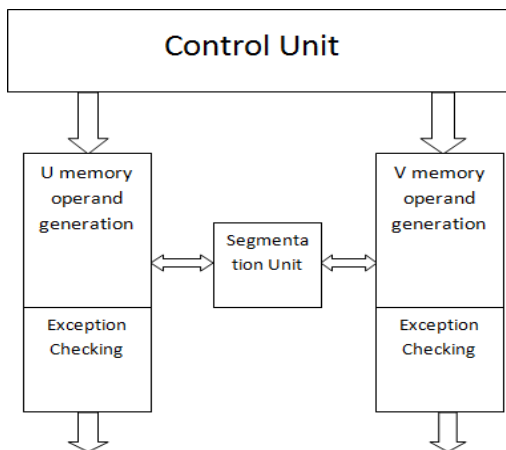 Control Unit
U memory
operand
generation
V memory
operand
generation
Segmenta
tion Unit
Exception
Checking
Exception
Checking